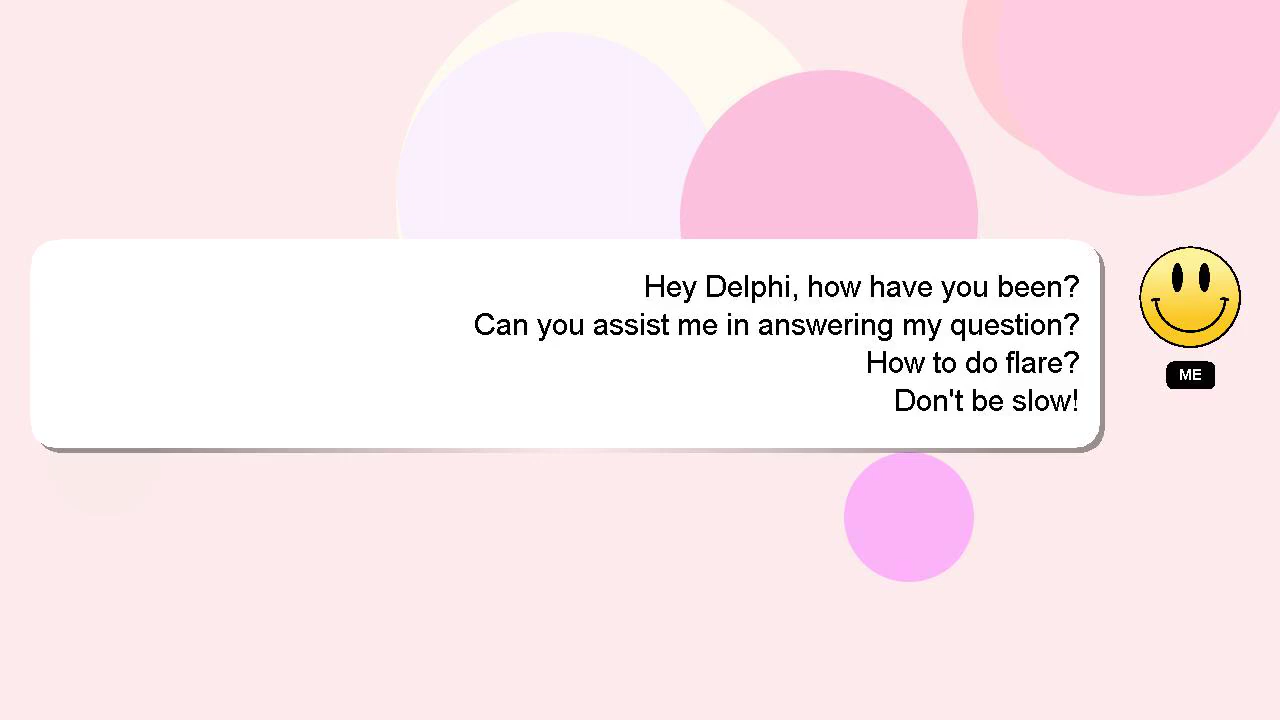 Hey Delphi, how have you been?
Can you assist me in answering my question?
How to do flare?
Don't be slow!
ME